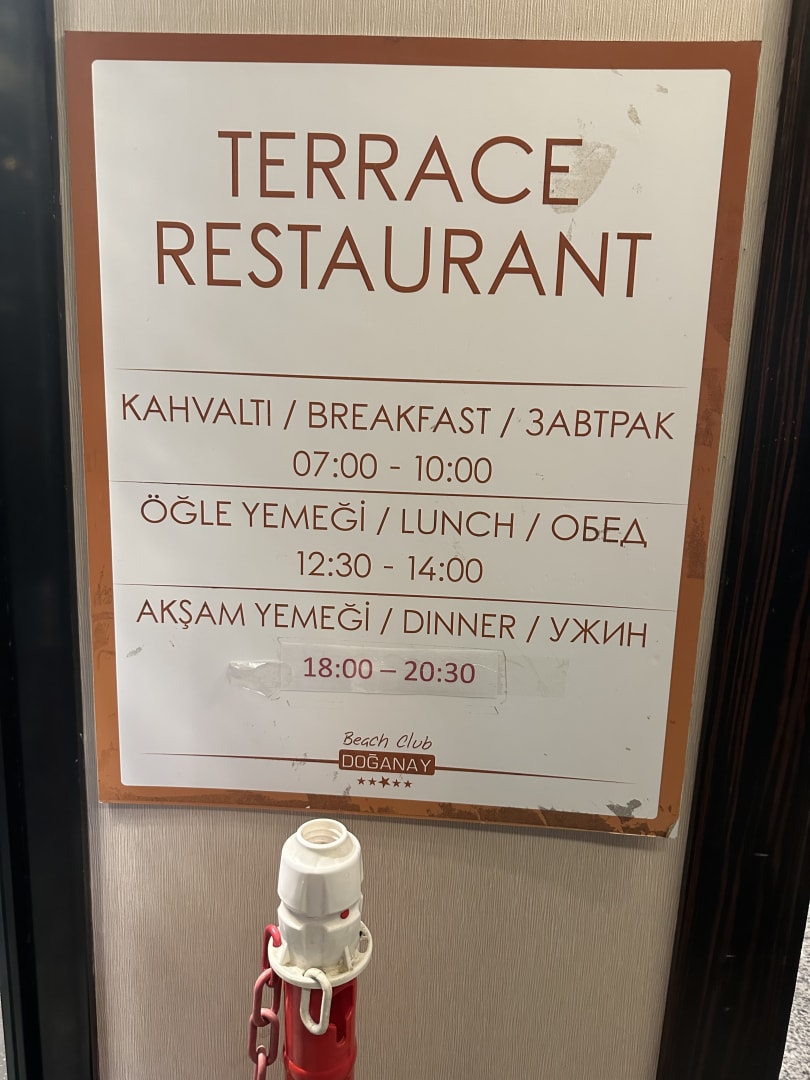 TERRACE
RESTAURANT
KAHVALTI / BREAKFAST / ЗАВТРАК
07:00 - 10:00
ÖĞLE YEMEĞİ / LUNCH / ОБЕД
12:30 - 14:00
AKŞAM YEMEĞİ / DINNER / УЖИН
18:00 – 20:30
Beach Club
DOĞANAY